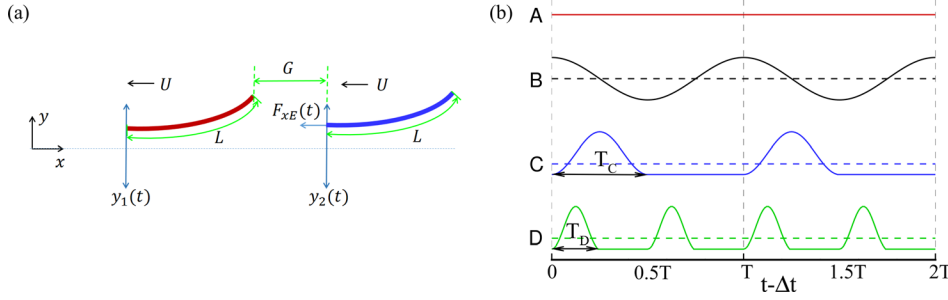 (a)
G
U
U
F_{xE}(t)
y
L
L
x
y_1(t)
y_2(t)
(b)
A
B
C
T_C
D
T_D
0
0.5T
T
1.5T
2T
t-Δt